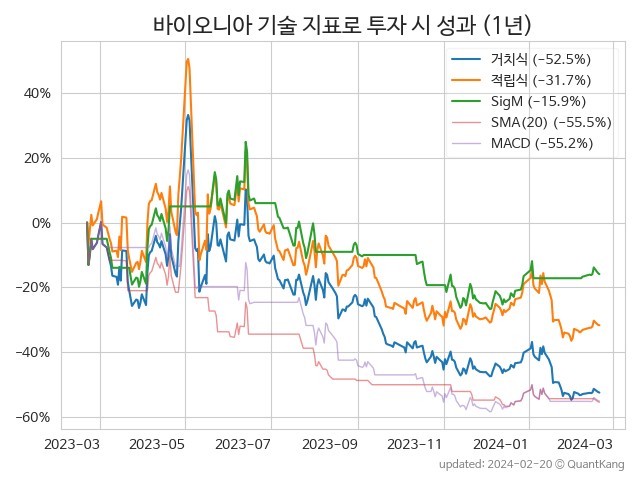 바이오니아 기술 지표로 투자 시 성과 (1년)
거치식 (−52.5%)
적립식 (−31.7%)
SigM (−15.9%)
SMA(20) (−55.5%)
MACD (−55.2%)
40%
20%
0%
−20%
−40%
−60%
2023−03 2023−05 2023−07 2023−09 2023−11 2024−01 2024−03
updated: 2024−02−20 @ QuantKang